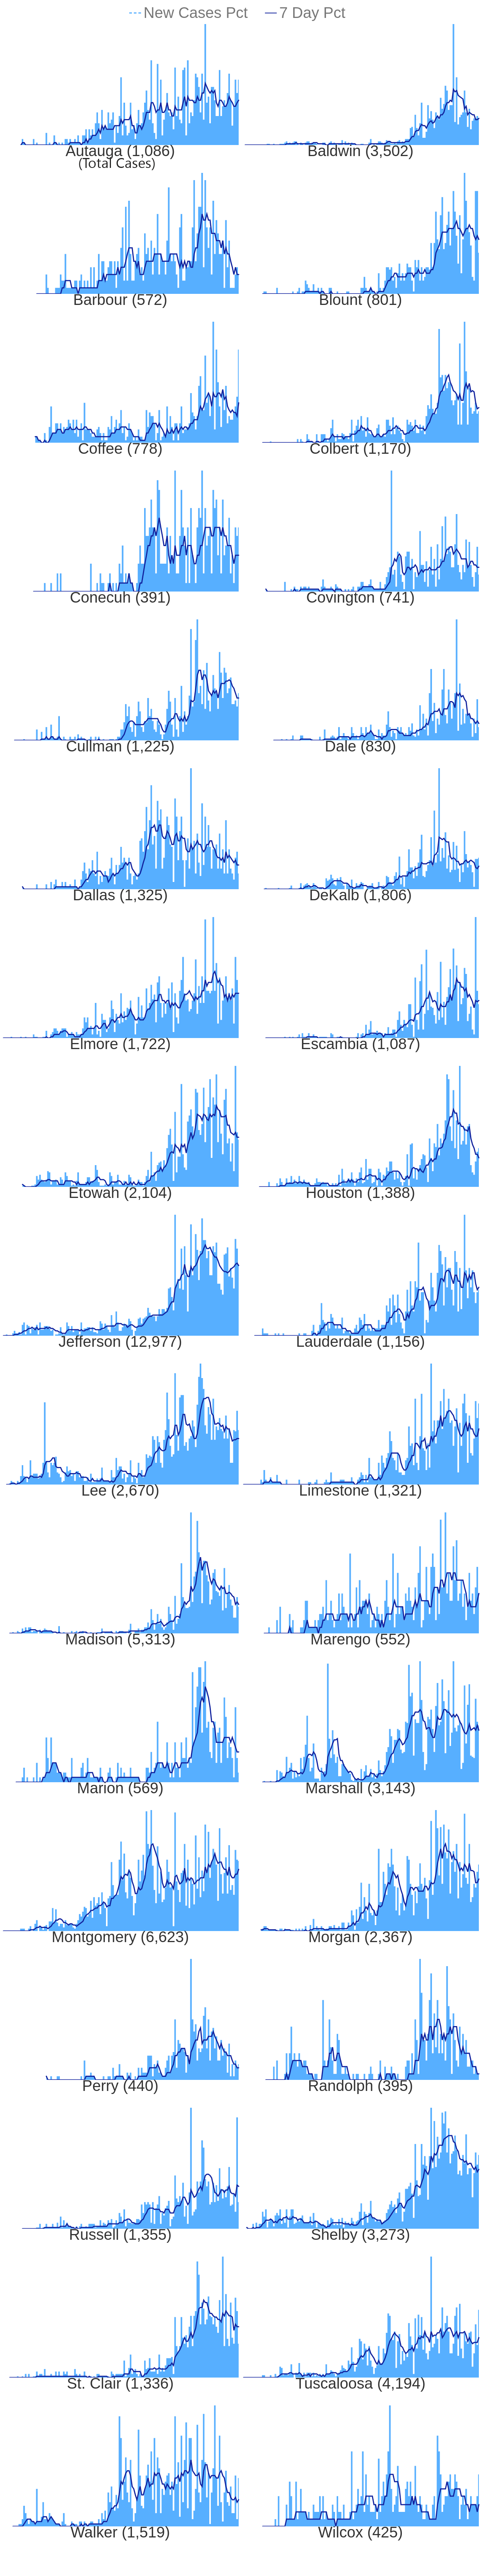 New Cases Pct 7 Day Pct
Autauga (1,086) Baldwin (3,502)
(Total Cases)
Barbour (572) Blount (801)
Coffee (778) Colbert (1,170)
Conecuh (391) Covington (741)
Cullman (1,225) Dale (830)
Dallas (1,325) DeKalb (1,806)
Elmore (1,722) Escambia (1,087)
Etowah (2,104) Houston (1,388)
Jefferson (12,977) Lauderdale (1,156)
Lee (2,670) Limestone (1,321)
Madison (5,313) Marengo (552)
Marion (569) Marshall (3,143)
Montgomery (6,623) Morgan (2,367)
Perry (440) Randolph (395)
Russell (1,355) Shelby (3,273)
St. Clair (1,336) Tuscaloosa (4,194)
Walker (1,519) Wilcox (425)